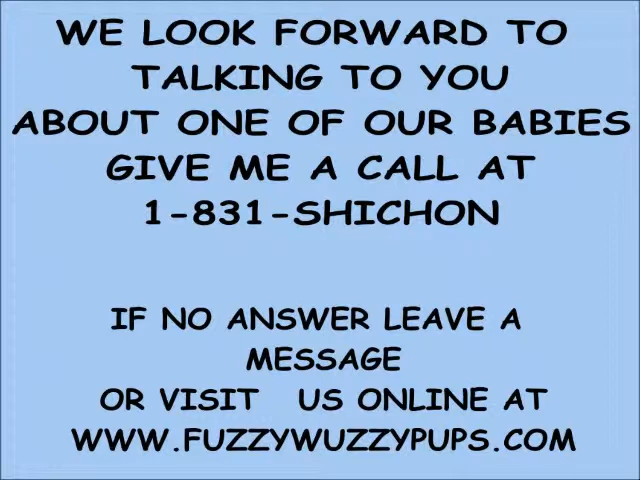 WE LOOK FORWARD TO
TALKING TO YOU
ABOUT ONE OF OUR BABIES
GIVE ME A CALL AT
1-831-SHICHON
IF NO ANSWER LEAVE A
MESSAGE
OR VISIT US ONLINE AT
WWW.FUZZYWUZZYPUPS.COM